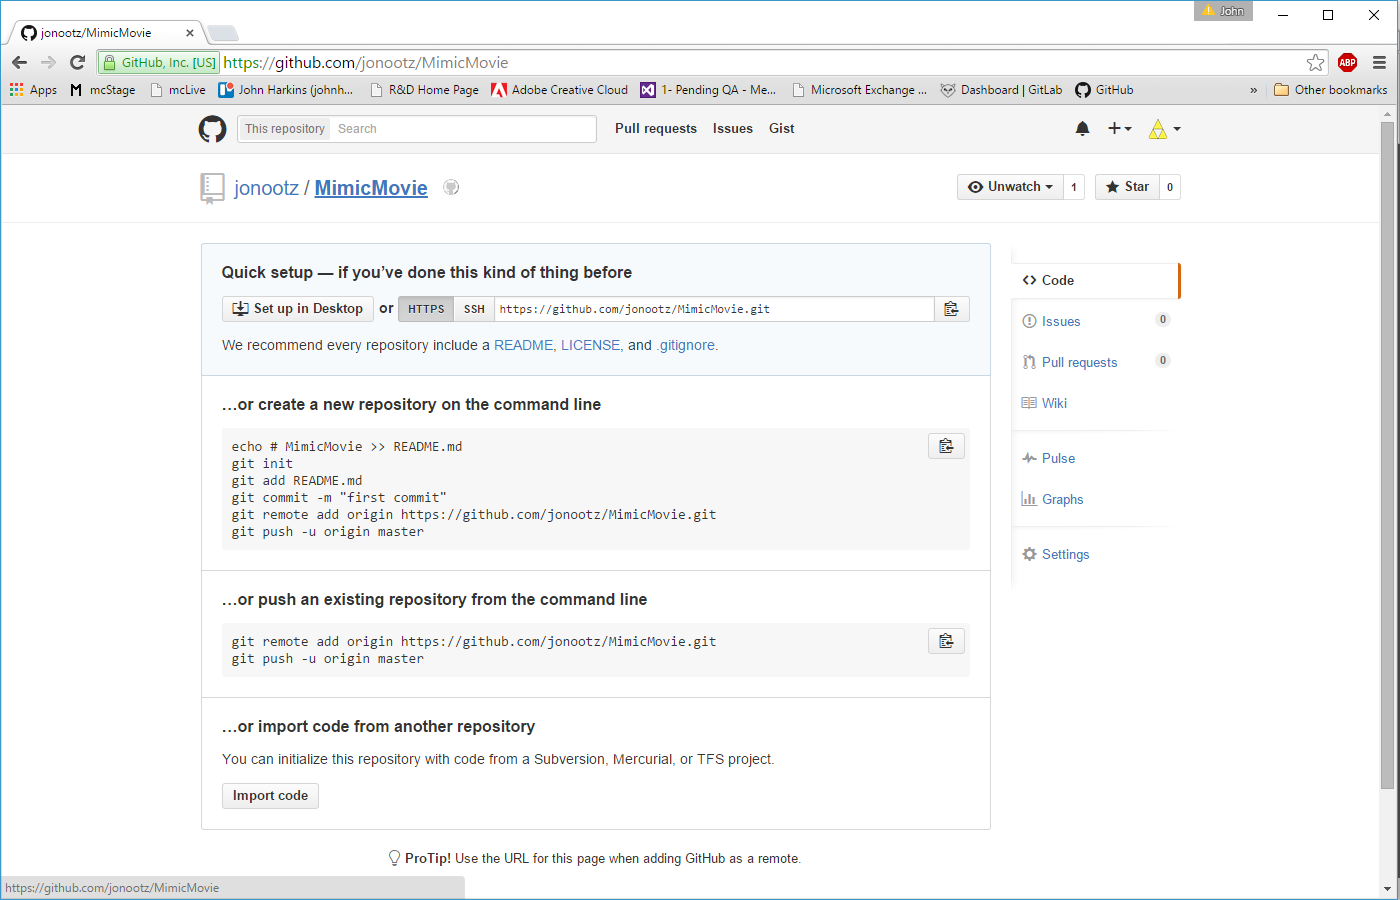 John
jonootz/MimicMovie
GitHub, Inc. [US] https://github.com/jonootz/MimicMovie
ABP
Apps mcStage mcLive John Harkins (johnh... R&D Home Page Adobe Creative Cloud 1- Pending QA - Me... Microsoft Exchange ... Dashboard | GitLab GitHub » Other bookmarks
This repository Search Pull requests Issues Gist
jonootz / MimicMovie Unwatch 1 Star 0
Quick setup — if you’ve done this kind of thing before
Set up in Desktop or HTTPS SSH https://github.com/jonootz/MimicMovie.git
We recommend every repository include a README, LICENSE, and .gitignore.
…or create a new repository on the command line
echo # MimicMovie >> README.md
git init
git add README.md
git commit -m "first commit"
git remote add origin https://github.com/jonootz/MimicMovie.git
git push -u origin master
…or push an existing repository from the command line
git remote add origin https://github.com/jonootz/MimicMovie.git
git push -u origin master
…or import code from another repository
You can initialize this repository with code from a Subversion, Mercurial, or TFS project.
Import code
Code
Issues 0
Pull requests 0
Wiki
Pulse
Graphs
Settings
ProTip! Use the URL for this page when adding GitHub as a remote.
https://github.com/jonootz/MimicMovie